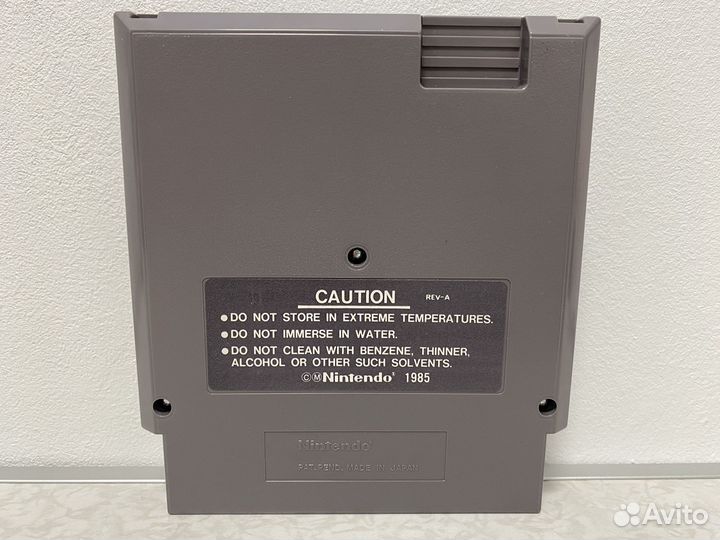 CAUTION REV-A
●DO NOT STORE IN EXTREME TEMPERATURES.
●DO NOT IMMERSE IN WATER.
●DO NOT CLEAN WITH BENZENE, THINNER,
ALCOHOL OR OTHER SUCH SOLVENTS.
©ⓂNintendo® 1985
Nintendo®
PAT.PEND. MADE IN JAPAN
Avito